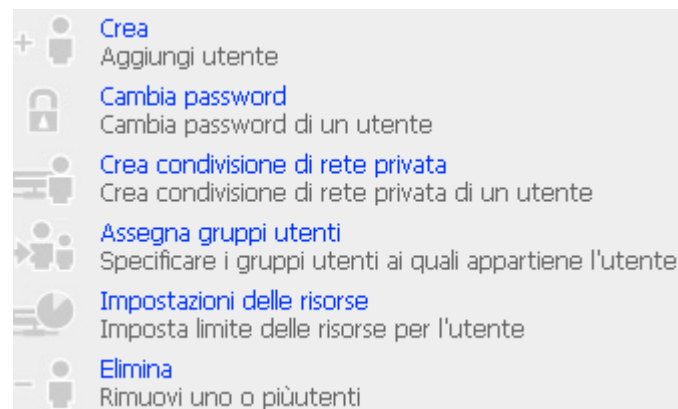 Crea
Aggiungi utente
Cambia password
Cambia password di un utente
Crea condivisione di rete privata
Crea condivisione di rete privata di un utente
Assegna gruppi utenti
Specificare i gruppi utenti ai quali appartiene l'utente
Impostazioni delle risorse
Imposta limite delle risorse per l'utente
Elimina
Rimuovi uno o piùutenti